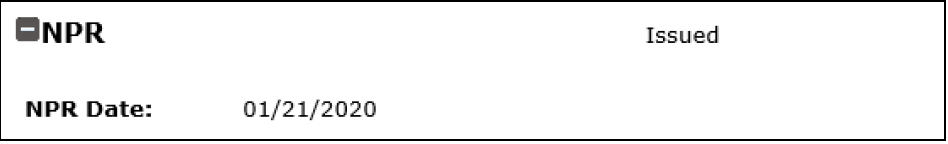 NPR Issued
NPR Date: 01/21/2020